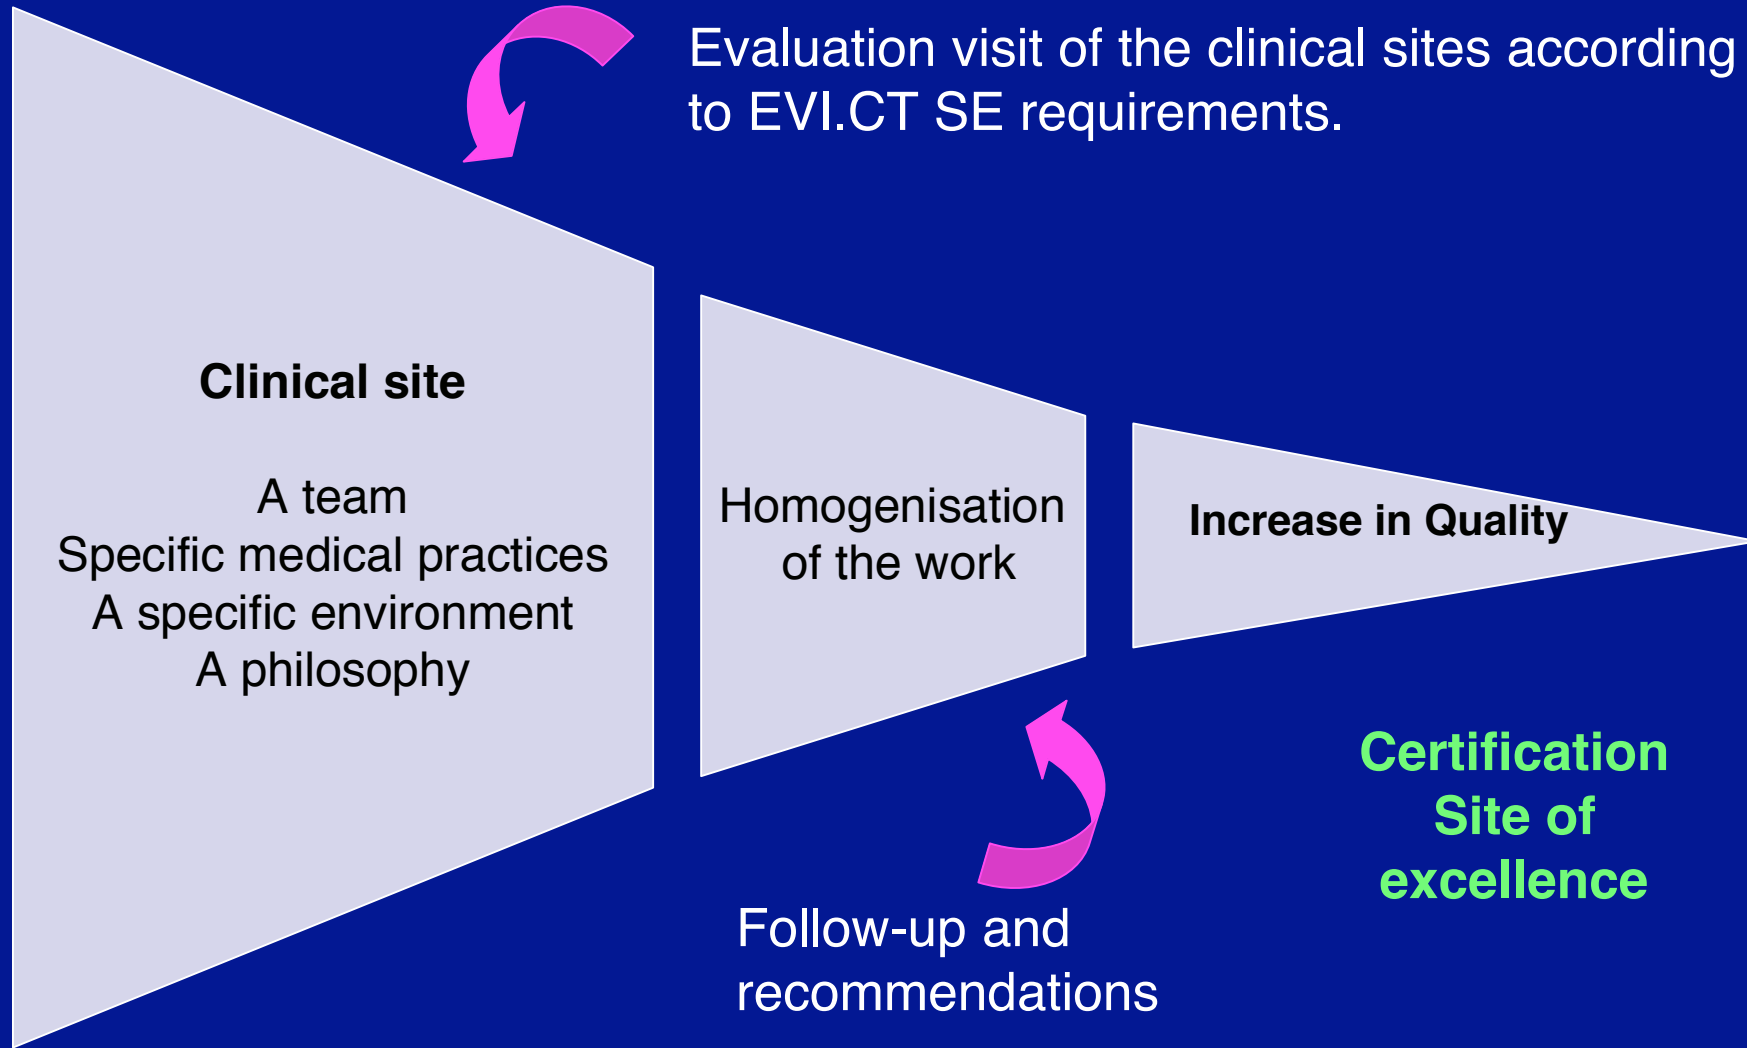 Evaluation visit of the clinical sites according
to EVI.CT SE requirements.
Clinical site
A team
Specific medical practices
A specific environment
A philosophy
Homogenisation
of the work
Increase in Quality
Follow-up and
recommendations
Certification
Site of
excellence